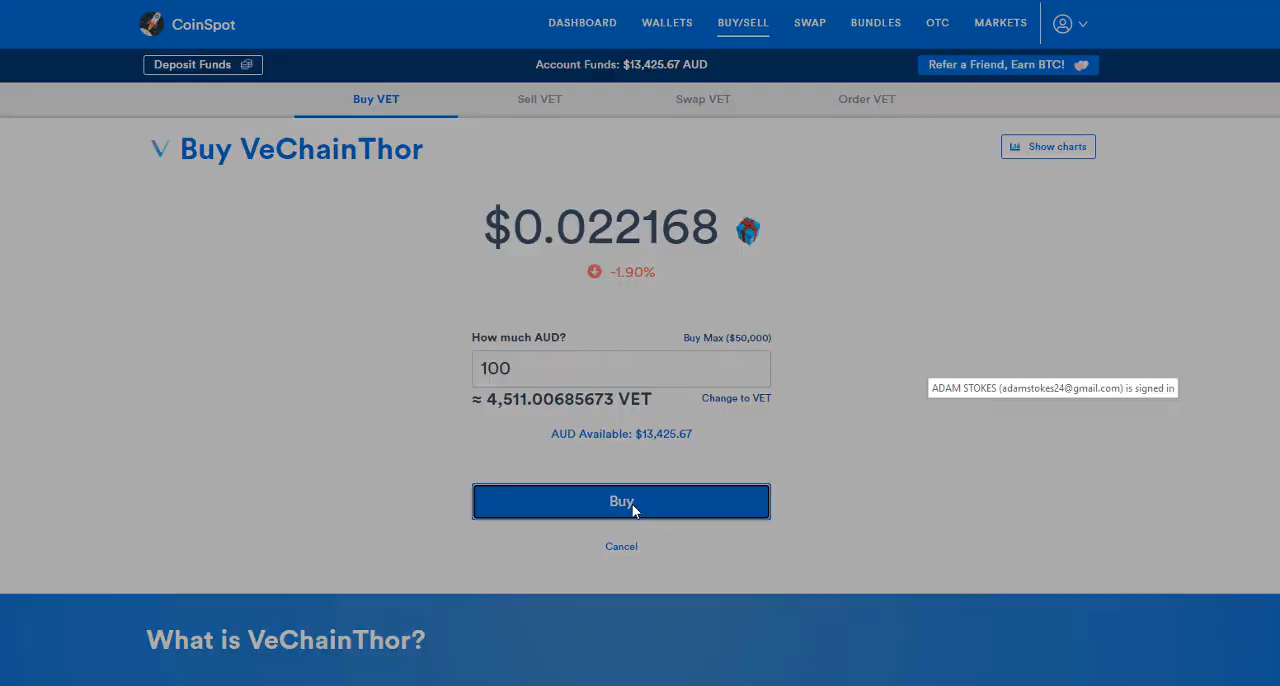 CoinSpot
DASHBOARD WALLETS BUY/SELL SWAP BUNDLES OTC MARKETS
Deposit Funds
Account Funds: $13,425.67 AUD
Refer a Friend, Earn BTC!
Buy VET Sell VET Swap VET Order VET
Buy VeChainThor
Show charts
$0.022168
-1.90%
How much AUD? Buy Max ($50,000)
100
ADAM STOKES (adamstokes24@gmail.com) is signed in
≈ 4,511.00685673 VET Change to VET
AUD Available: $13,425.67
Buy
Cancel
What is VeChainThor?